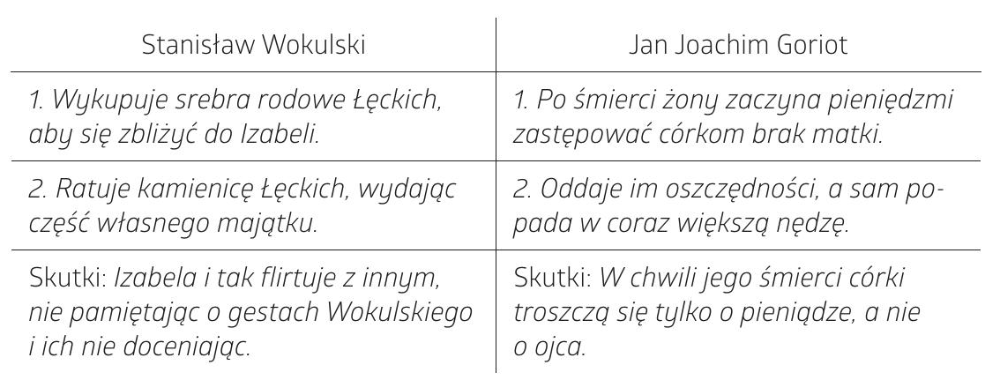 Stanisław Wokulski
Jan Joachim Goriot
1. Wykupuje srebra rodowe Łęckich,
aby się zbliżyć do Izabeli.
1. Po śmierci żony zaczyna pieniędzmi
zastępować córkom brak matki.
2. Ratuje kamienicę Łęckich, wydając
część własnego majątku.
2. Oddaje im oszczędności, a sam po-
pada w coraz większą nędzę.
Skutki: Izabela i tak flirtuje z innym,
nie pamiętając o gestach Wokulskiego
i ich nie doceniając.
Skutki: W chwili jego śmierci córki
troszczą się tylko o pieniądze, a nie
o ojca.